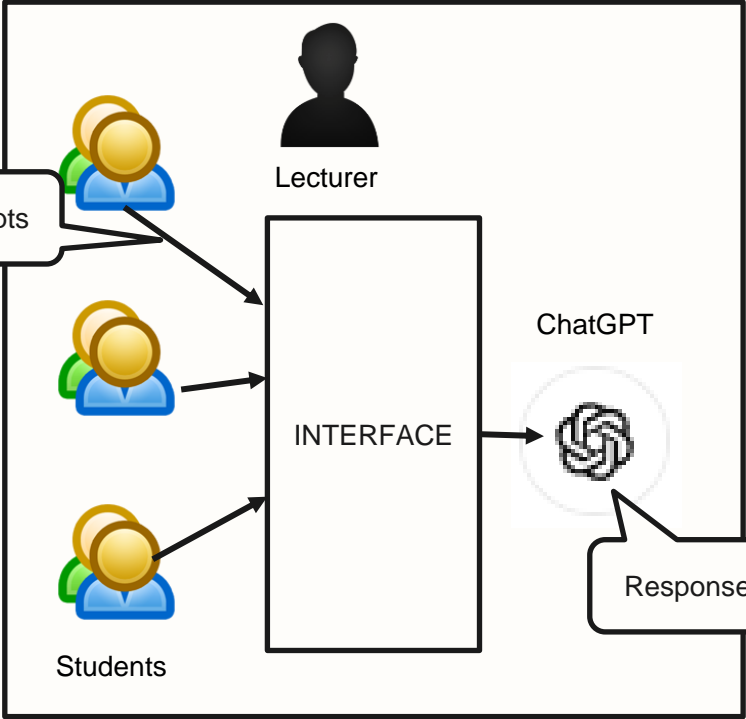 Lecturer
ots
ChatGPT
INTERFACE
Response
Students